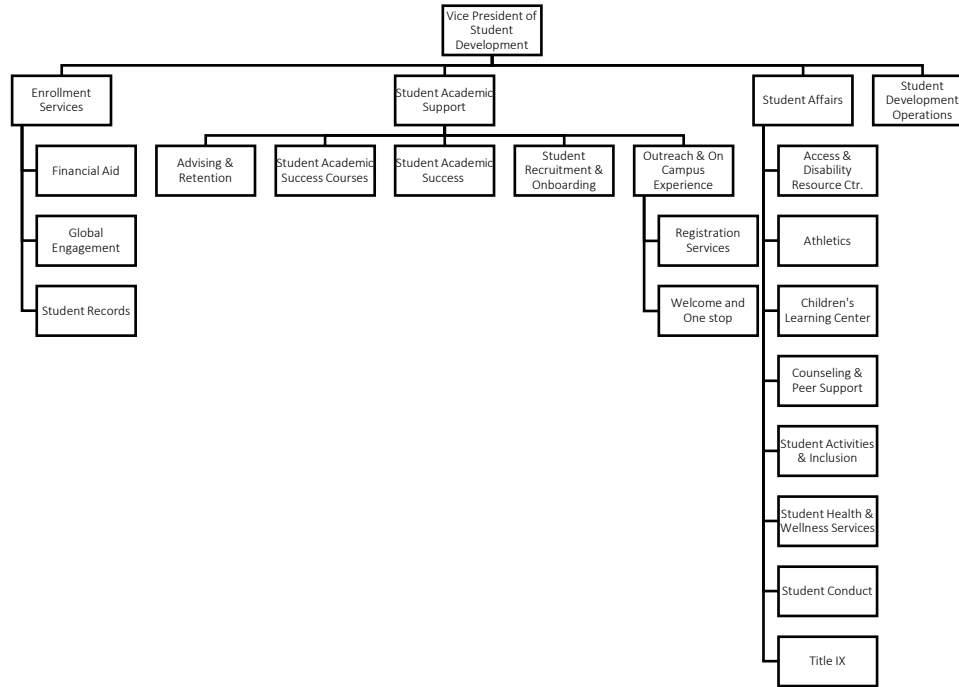 Vice President of
Student
Development
Enrollment
Services
Student Academic
Support
Student Affairs
Student
Development
Operations
Financial Aid
Global
Engagement
Student Records
Advising &
Retention
Student Academic
Success Courses
Student Academic
Success
Student
Recruitment &
Onboarding
Outreach & On
Campus
Experience
Registration
Services
Welcome and
One stop
Access &
Disability
Resource Ctr.
Athletics
Children's
Learning Center
Counseling &
Peer Support
Student Activities
& Inclusion
Student Health &
Wellness Services
Student Conduct
Title IX